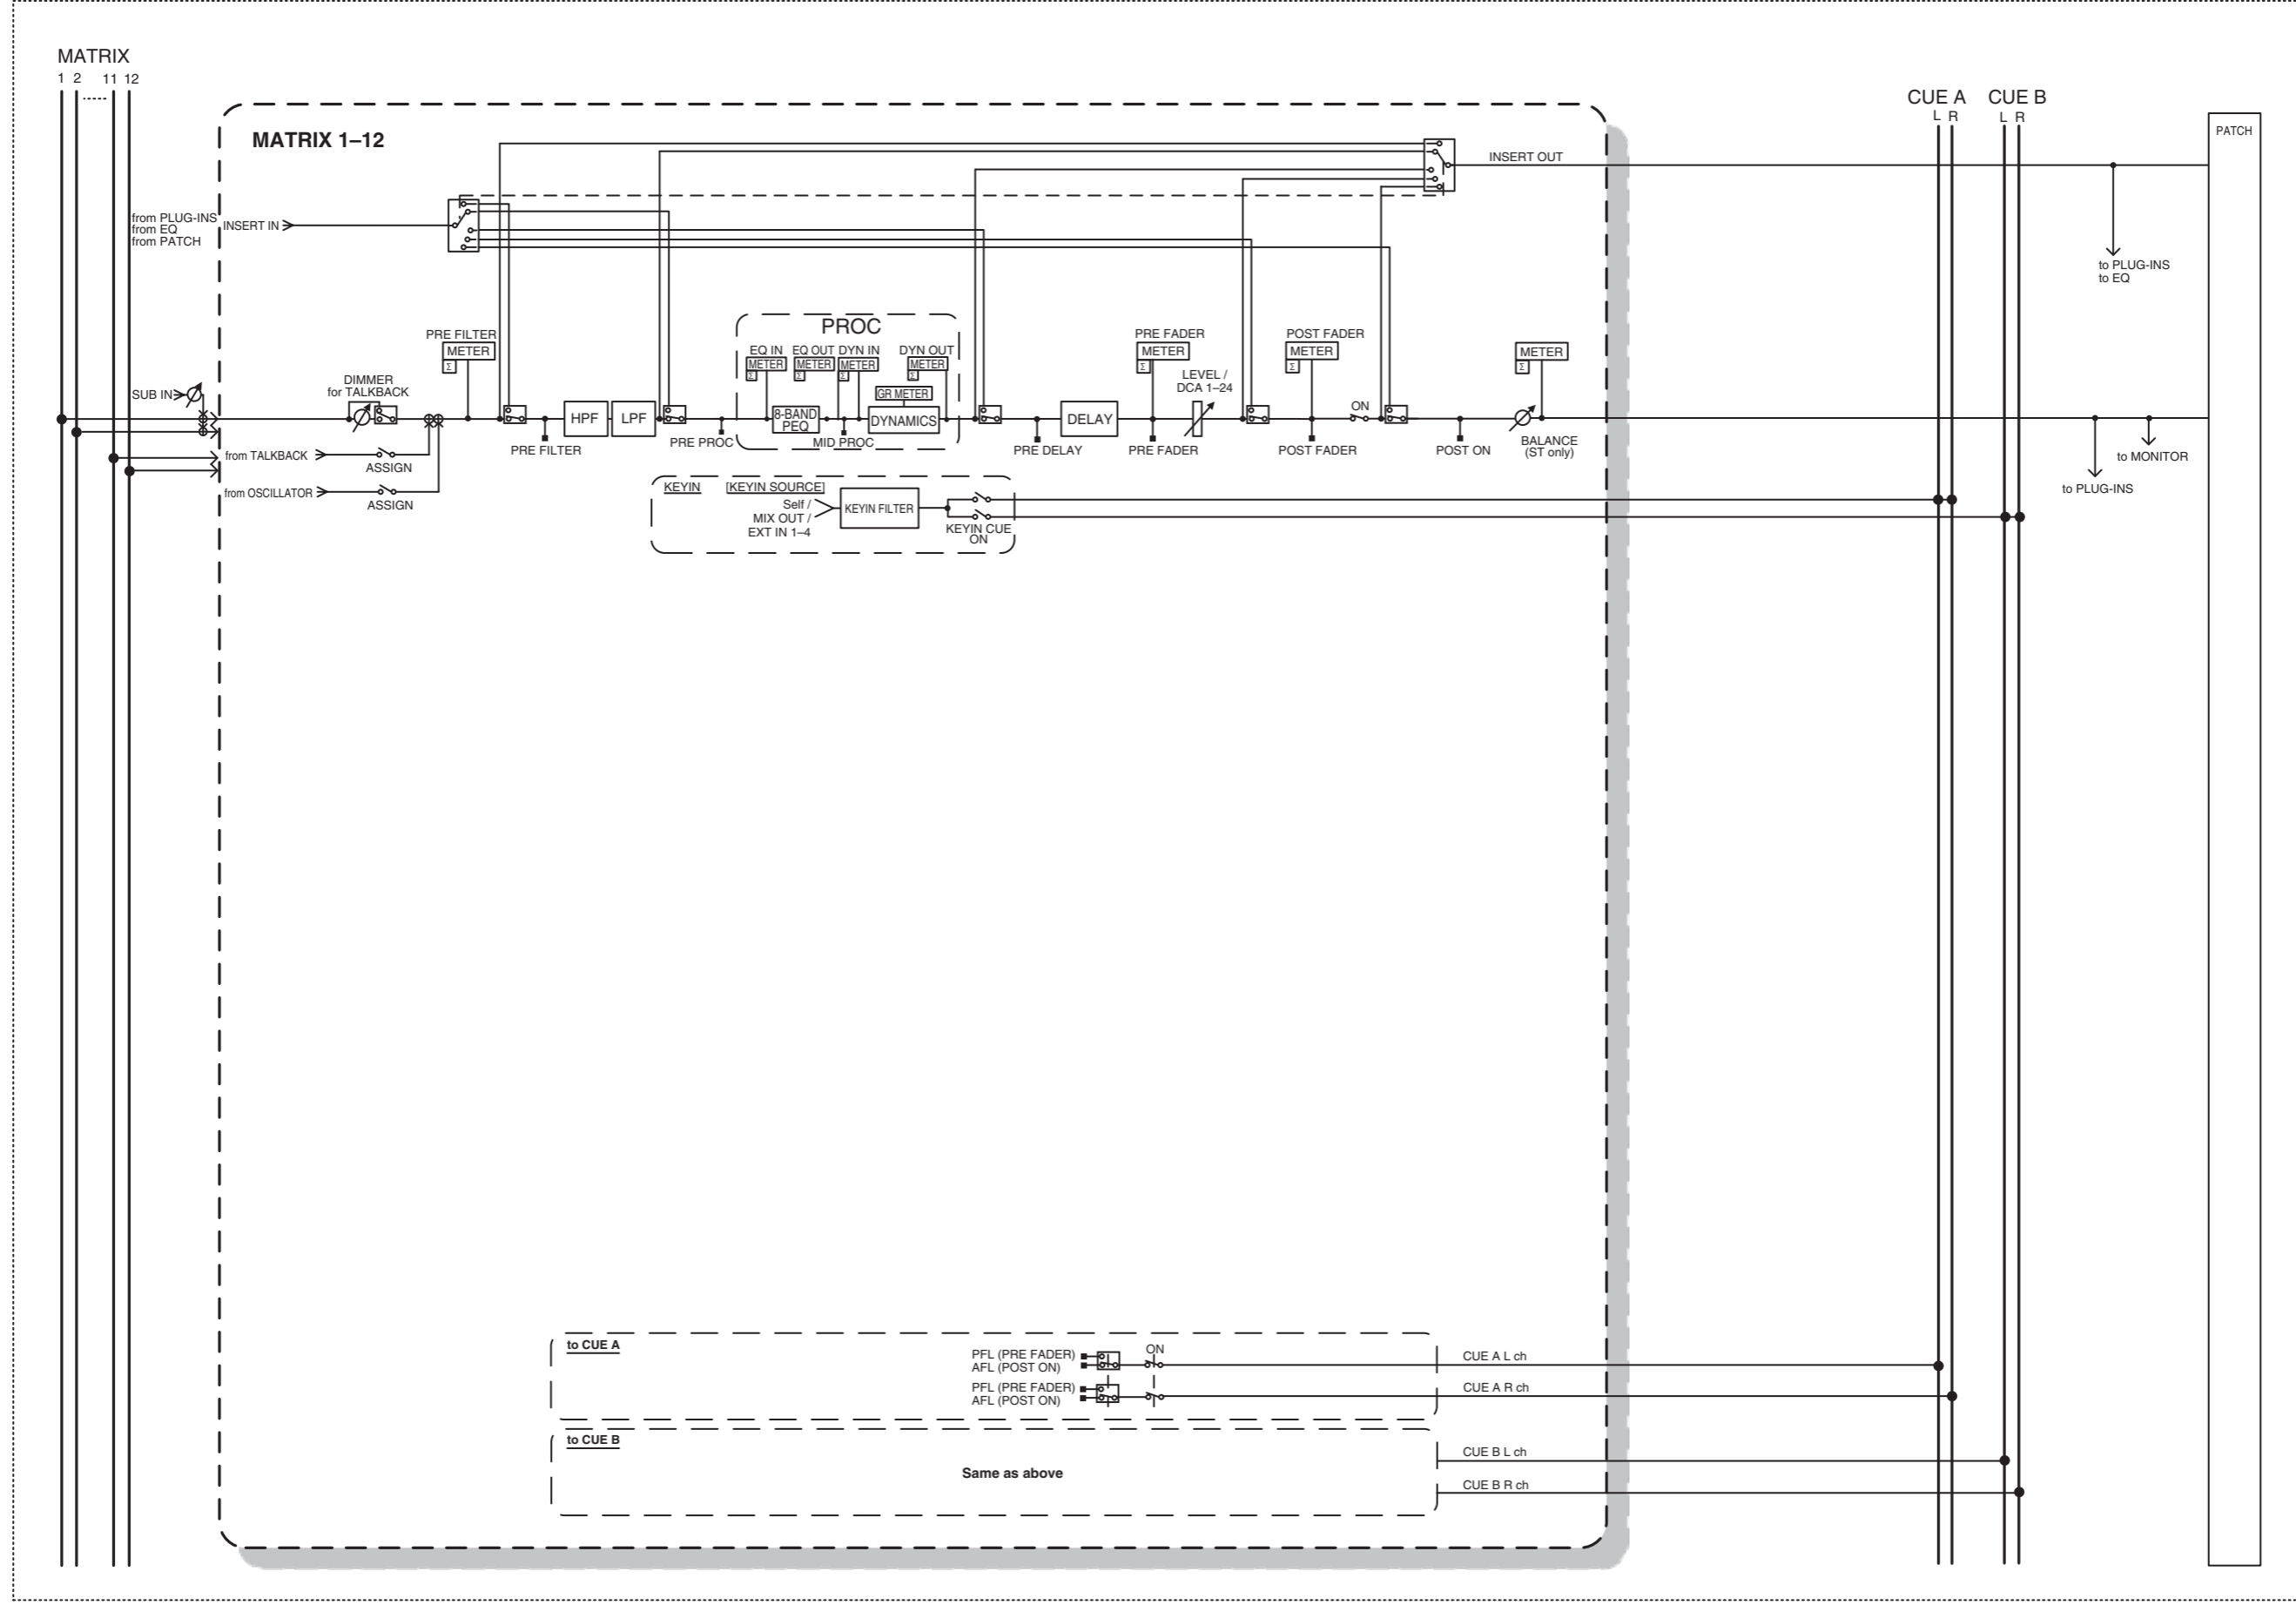 MATRIX
1 2 11 12
CUE A CUE B
L R L R
PATCH
MATRIX 1–12
INSERT OUT
from PLUG-INS
from EQ
from PATCH
INSERT IN
to PLUG-INS
to EQ
PROC
PRE FILTER
METER
Σ
EQ IN
METER
Σ
EQ OUT
METER
Σ
DYN IN
METER
Σ
DYN OUT
METER
Σ
GR METER
PRE FADER
METER
Σ
LEVEL /
DCA 1–24
POST FADER
METER
Σ
METER
Σ
SUB IN
DIMMER
for TALKBACK
HPF
LPF
8-BAND
PEQ
DYNAMICS
DELAY
ON
PRE FILTER
PRE PROC
MID PROC
PRE DELAY
PRE FADER
POST FADER
POST ON
BALANCE
(ST only)
to MONITOR
to PLUG-INS
from TALKBACK
ASSIGN
from OSCILLATOR
ASSIGN
KEYIN
[KEYIN SOURCE]
Self /
MIX OUT /
EXT IN 1–4
KEYIN FILTER
KEYIN CUE
ON
to CUE A
PFL (PRE FADER)
AFL (POST ON)
ON
CUE A L ch
PFL (PRE FADER)
AFL (POST ON)
CUE A R ch
to CUE B
Same as above
CUE B L ch
CUE B R ch